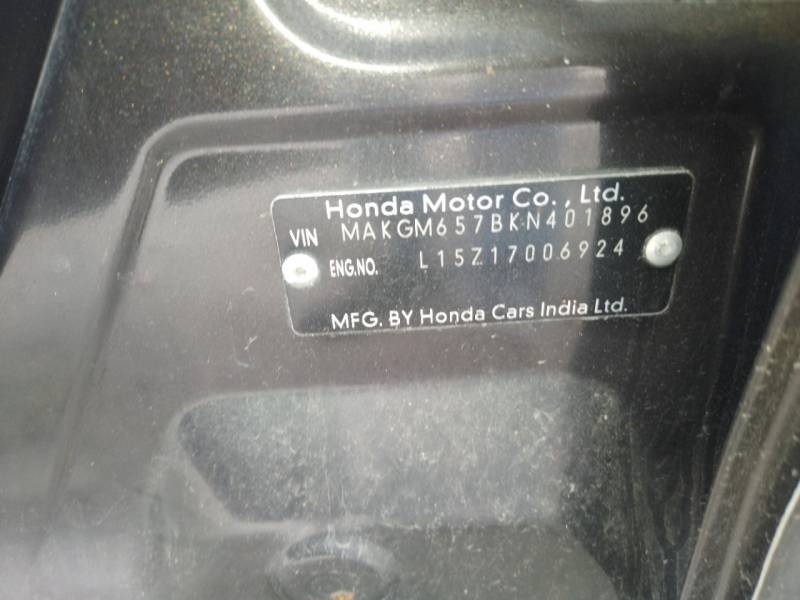 Honda Motor Co., Ltd.
VIN MAKGM657BKN401896
ENG.NO. L15Z17006924
MFG. BY Honda Cars India Ltd.